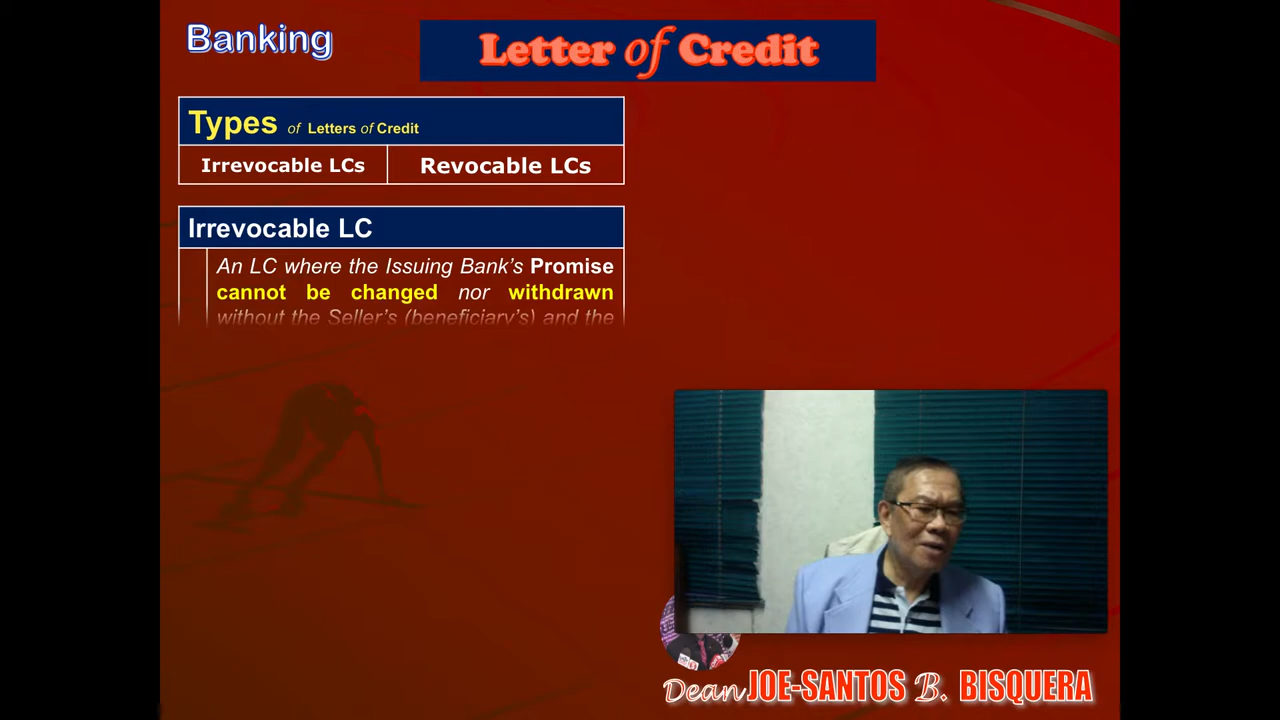 Banking
Letter of Credit
Types of Letters of Credit
Irrevocable LCs
Revocable LCs
Irrevocable LC
An LC where the Issuing Bank's Promise
cannot be changed nor withdrawn
without the Seller's (beneficiary's) and the
Dean JOE-SANTOS B. BISQUERA